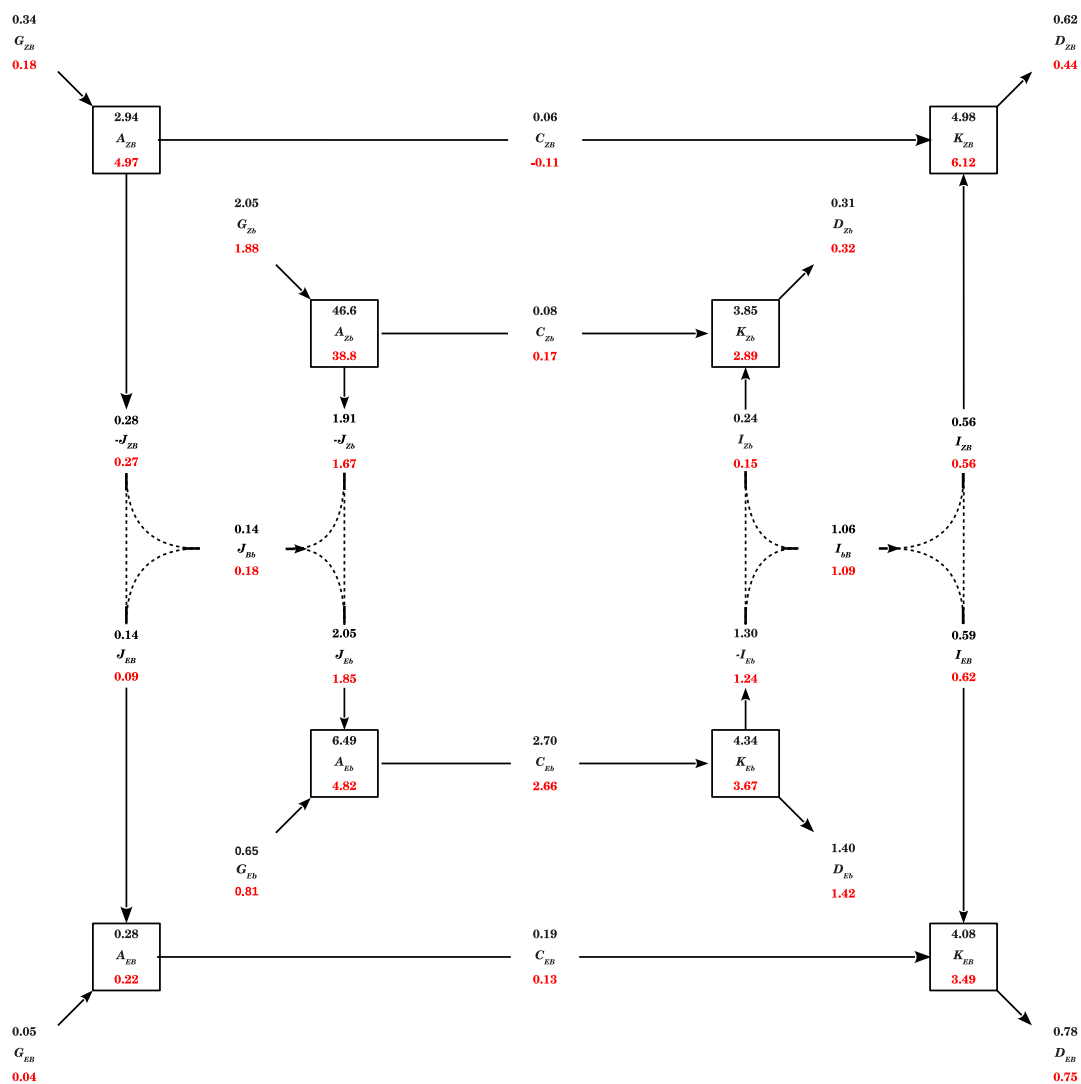 0.34
G_ZB
0.18
0.62
D_ZB
0.44
2.94
A_ZB
4.97
0.06
C_ZB
-0.11
4.98
K_ZB
6.12
2.05
G_Zb
1.88
0.31
D_Zb
0.32
46.6
A_Zb
38.8
0.08
C_Zb
0.17
3.85
K_Zb
2.89
0.28
-J_ZB
0.27
1.91
-J_Zb
1.67
0.24
I_Zb
0.15
0.56
I_ZB
0.56
0.14
J_Bb
0.18
1.06
I_bB
1.09
0.14
J_EB
0.09
2.05
J_Eb
1.85
1.30
-I_Eb
1.24
0.59
I_EB
0.62
6.49
A_Eb
4.82
2.70
C_Eb
2.66
4.34
K_Eb
3.67
0.65
G_Eb
0.81
1.40
D_Eb
1.42
0.28
A_EB
0.22
0.19
C_EB
0.13
4.08
K_EB
3.49
0.05
G_EB
0.04
0.78
D_EB
0.75